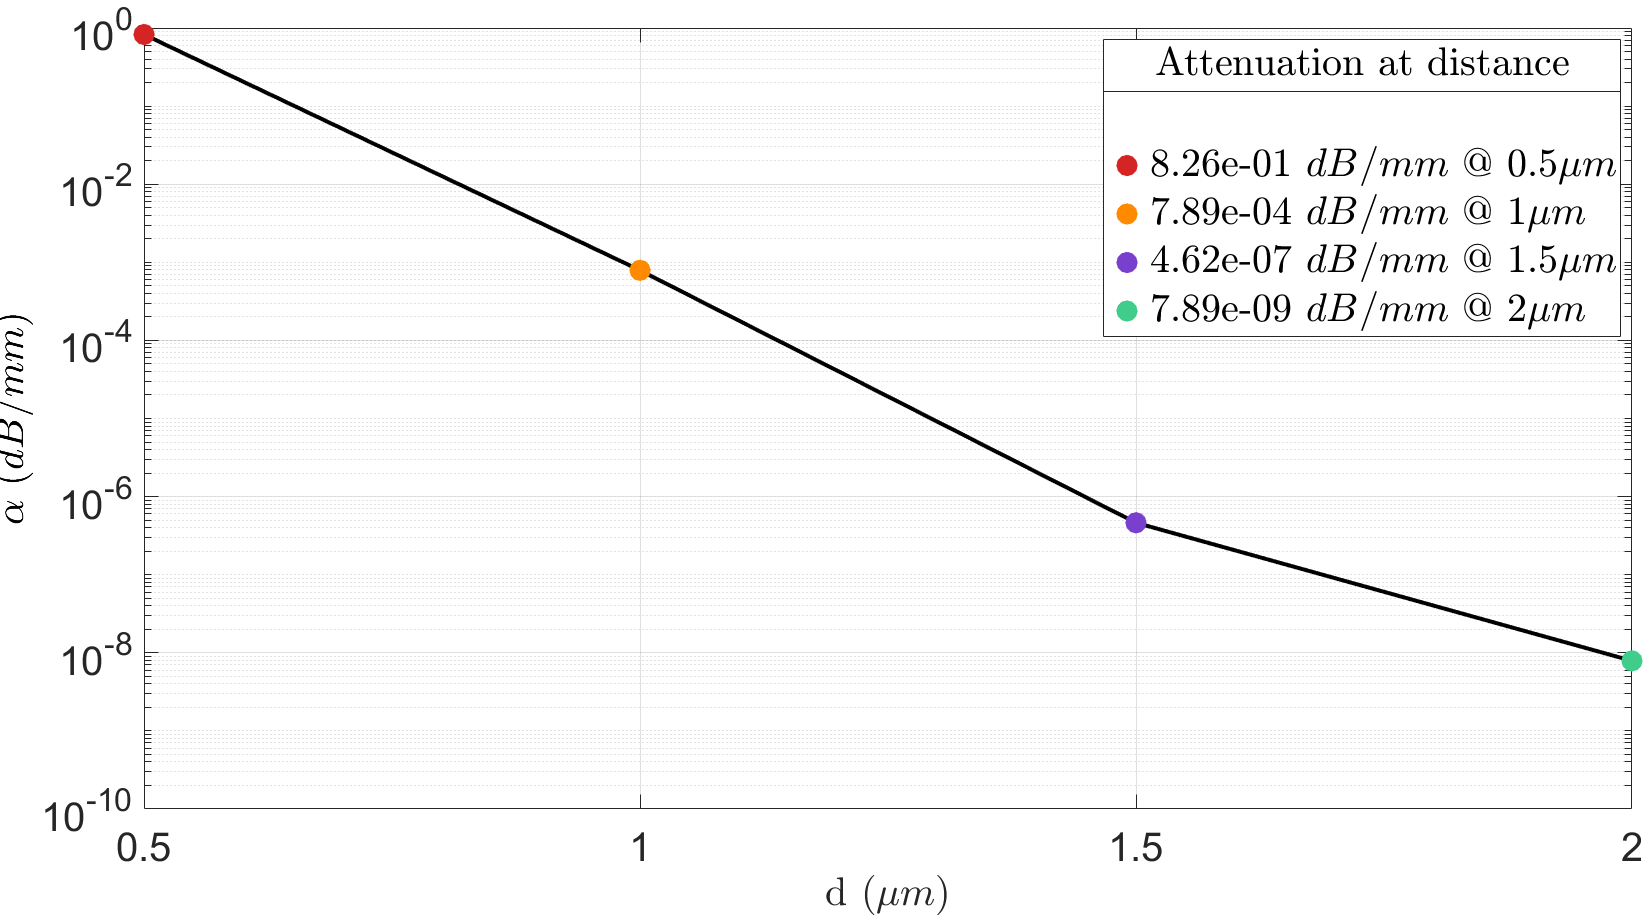 10^0
10^-2
10^-4
10^-6
10^-8
10^-10
α (dB/mm)
0.5 1 1.5 2
d (μm)
Attenuation at distance
8.26e-01 dB/mm @ 0.5μm
7.89e-04 dB/mm @ 1μm
4.62e-07 dB/mm @ 1.5μm
7.89e-09 dB/mm @ 2μm